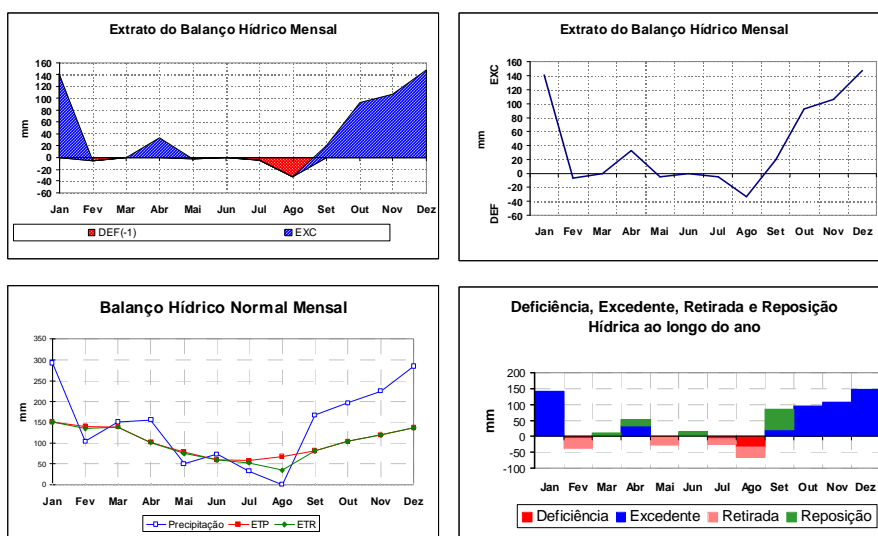 Extrato do Balanço Hídrico Mensal
160
140
120
100
80
60
40
20
0
-20
-40
-60
mm
Jan Fev Mar Abr Mai Jun Jul Ago Set Out Nov Dez
DEF(-1) EXC
Extrato do Balanço Hídrico Mensal
160
140
120
100
80
60
40
20
0
-20
-40
-60
EXC
mm
DEF
Jan Fev Mar Abr Mai Jun Jul Ago Set Out Nov Dez
Balanço Hídrico Normal Mensal
350
300
250
200
150
100
50
0
mm
Jan Fev Mar Abr Mai Jun Jul Ago Set Out Nov Dez
Precipitação ETP ETR
Deficiência, Excedente, Retirada e Reposição
Hídrica ao longo do ano
200
150
100
50
0
-50
-100
mm
Jan Fev Mar Abr Mai Jun Jul Ago Set Out Nov Dez
Deficiência Excedente Retirada Reposição